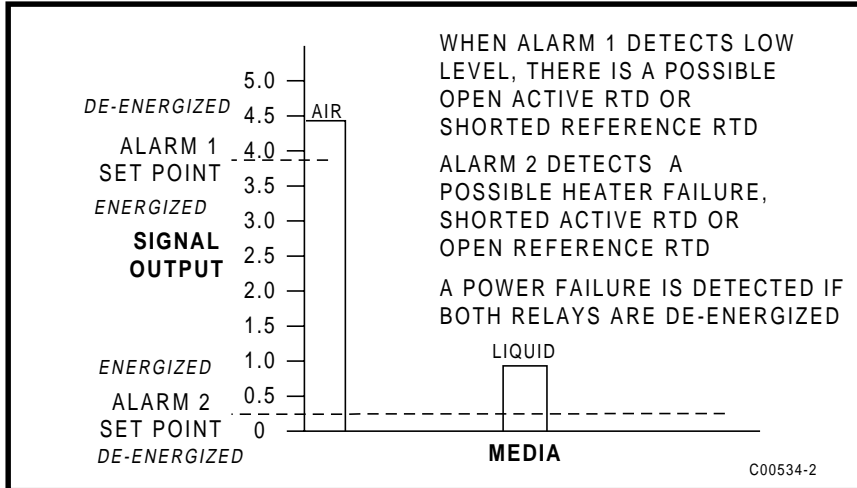 WHEN ALARM 1 DETECTS LOW
LEVEL, THERE IS A POSSIBLE
OPEN ACTIVE RTD OR
SHORTED REFERENCE RTD
ALARM 2 DETECTS A
POSSIBLE HEATER FAILURE,
SHORTED ACTIVE RTD OR
OPEN REFERENCE RTD
A POWER FAILURE IS DETECTED IF
BOTH RELAYS ARE DE-ENERGIZED
5.0
DE-ENERGIZED
4.5
AIR
ALARM 1
SET POINT
4.0
3.5
ENERGIZED
3.0
SIGNAL
OUTPUT
2.5
2.0
1.5
LIQUID
ENERGIZED
1.0
0.5
ALARM 2
SET POINT
0
DE-ENERGIZED
MEDIA
C00534-2